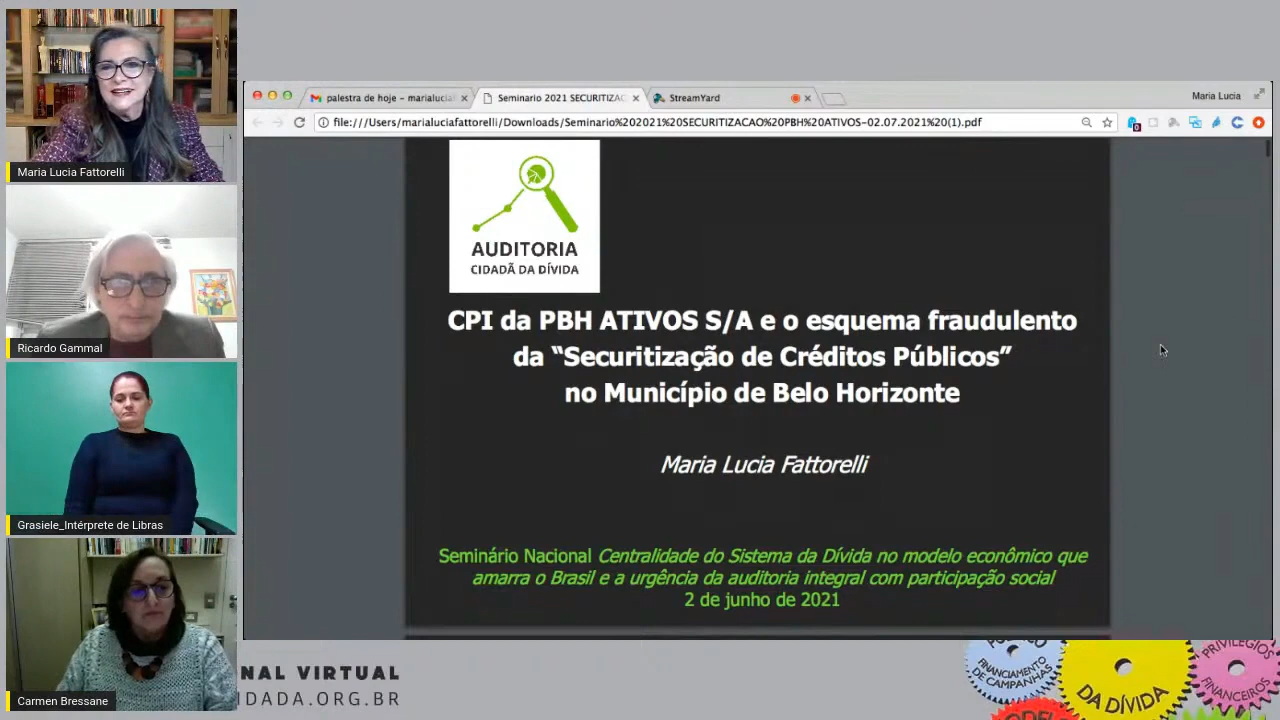 Maria Lucia Fattorelli
Ricardo Gammal
Grasiele_Intérprete de Libras
Carmen Bressane
palestra de hoje – marialucia
Seminario 2021 SECURITIZAC
StreamYard
Maria Lucia
file:///Users/marialuciafattorelli/Downloads/Seminario%202021%20SECURITIZACAO%20PBH%20ATIVOS-02.07.2021%20(1).pdf
AUDITORIA
CIDADÃ DA DÍVIDA
CPI da PBH ATIVOS S/A e o esquema fraudulento
da “Securitização de Créditos Públicos”
no Município de Belo Horizonte
Maria Lucia Fattorelli
Seminário Nacional Centralidade do Sistema da Dívida no modelo econômico que
amarra o Brasil e a urgência da auditoria integral com participação social
2 de junho de 2021
NAL VIRTUAL
IDADA.ORG.BR
FINANCIAMENTO
DE CAMPANHAS
DA DÍVIDA
PRIVILÉGIOS
FINANCEIROS